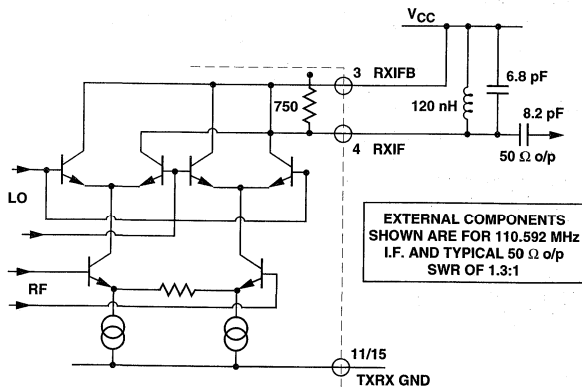 VCC
3 RXIFB
6.8 pF
750
120 nH
8.2 pF
4 RXIF
50 Ω o/p
LO
EXTERNAL COMPONENTS
SHOWN ARE FOR 110.592 MHz
I.F. AND TYPICAL 50 Ω o/p
SWR OF 1.3:1
RF
11/15
TXRX GND